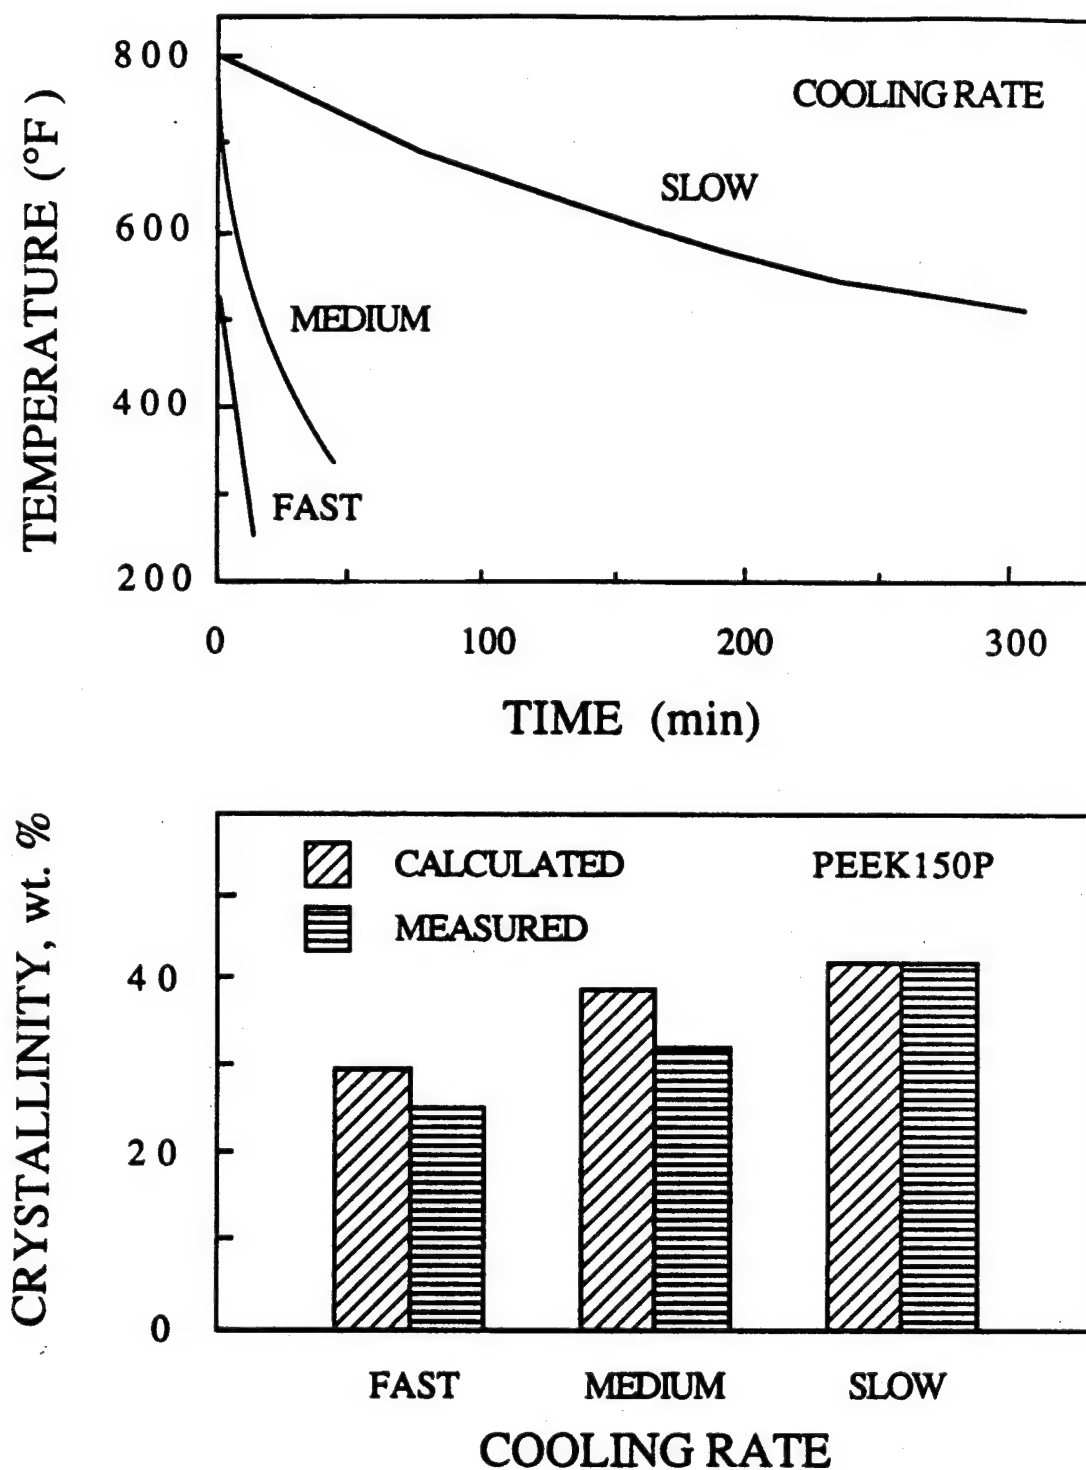 800
600
400
200
TEMPERATURE (°F)
COOLING RATE
SLOW
MEDIUM
FAST
0
100
200
300
TIME (min)
CRYSTALLINITY, wt. %
40
20
0
CALCULATED
MEASURED
PEEK150P
FAST
MEDIUM
SLOW
COOLING RATE